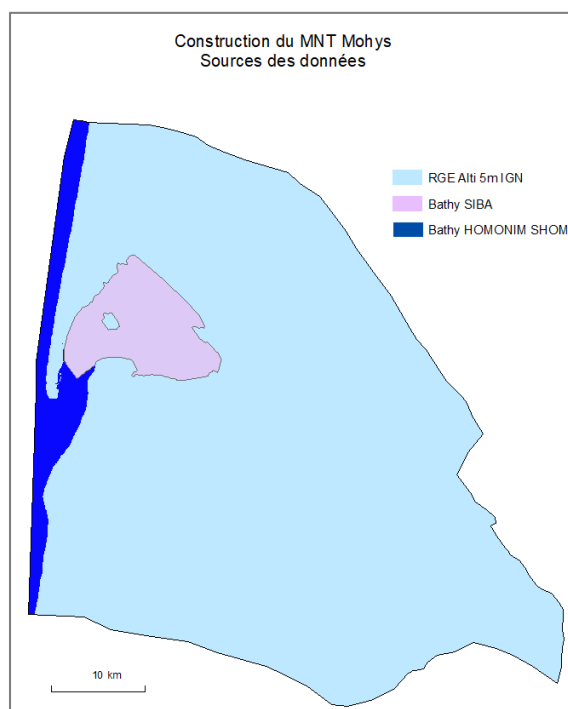 Construction du MNT Mohys
Sources des données
RGE Alti 5m IGN
Bathy SIBA
Bathy HOMONIM SHOM
10 km